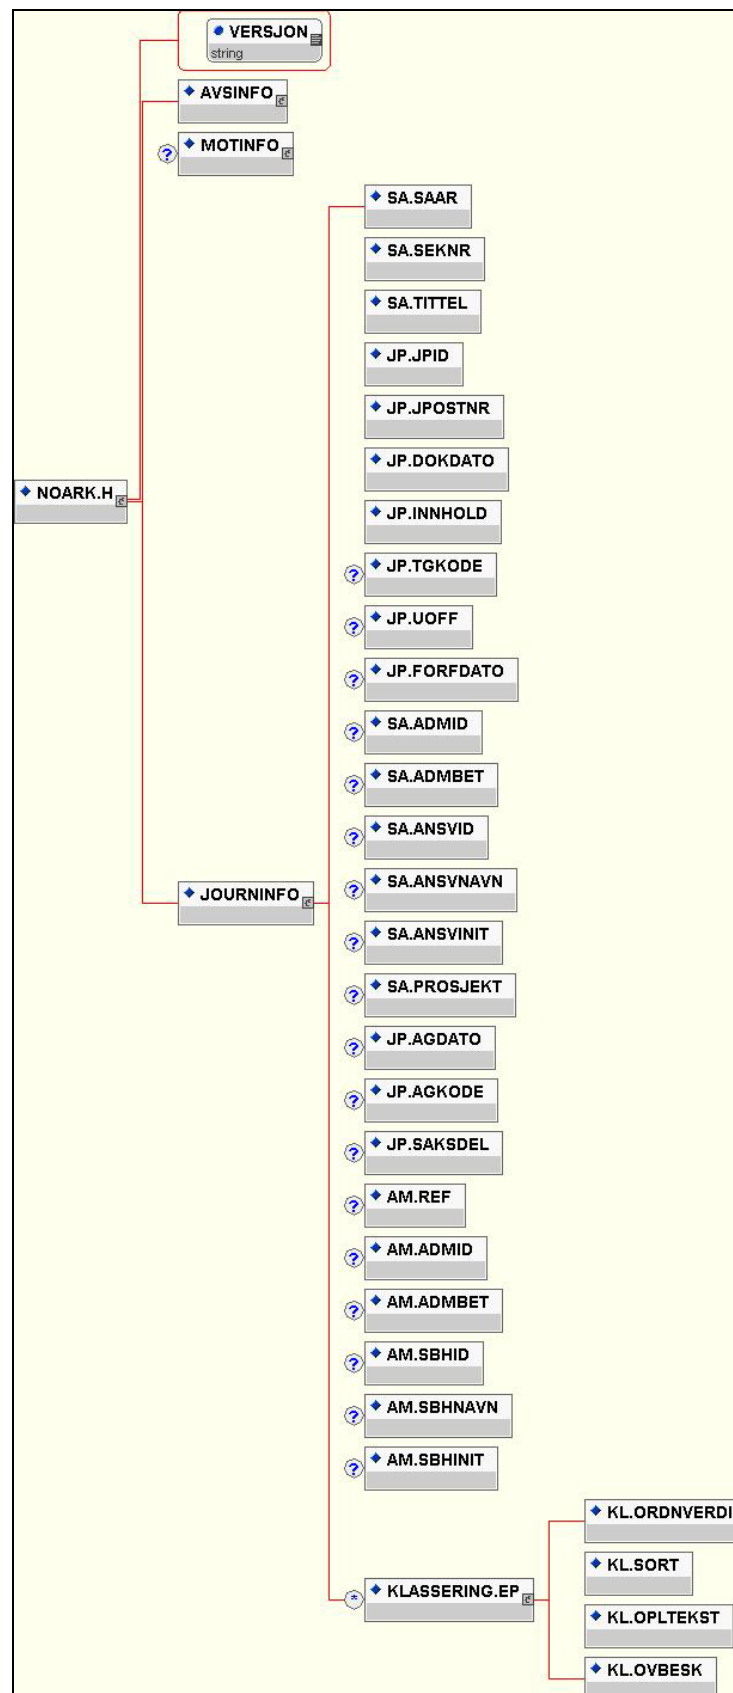 VERSJON
string
AVSINFO
? MOTINFO
SA.SAAR
SA.SEKNR
SA.TITTEL
JP.JPID
JP.JPOSTNR
JP.DOKDATO
NOARK.H
JP.INNHOLD
? JP.TGKODE
? JP.UOFF
? JP.FORFDATO
? SA.ADMID
? SA.ADMBET
? SA.ANSVID
JOURNINFO
? SA.ANSVNAVN
? SA.ANSVINIT
? SA.PROSJEKT
? JP.AGDATO
? JP.AGKODE
? JP.SAKSDEL
? AM.REF
? AM.ADMID
? AM.ADMBET
? AM.SBHID
? AM.SBHNAVN
? AM.SBHINIT
* KLASSERING.EP
KL.ORDNVERDI
KL.SORT
KL.OPLTEKST
KL.OVBESK